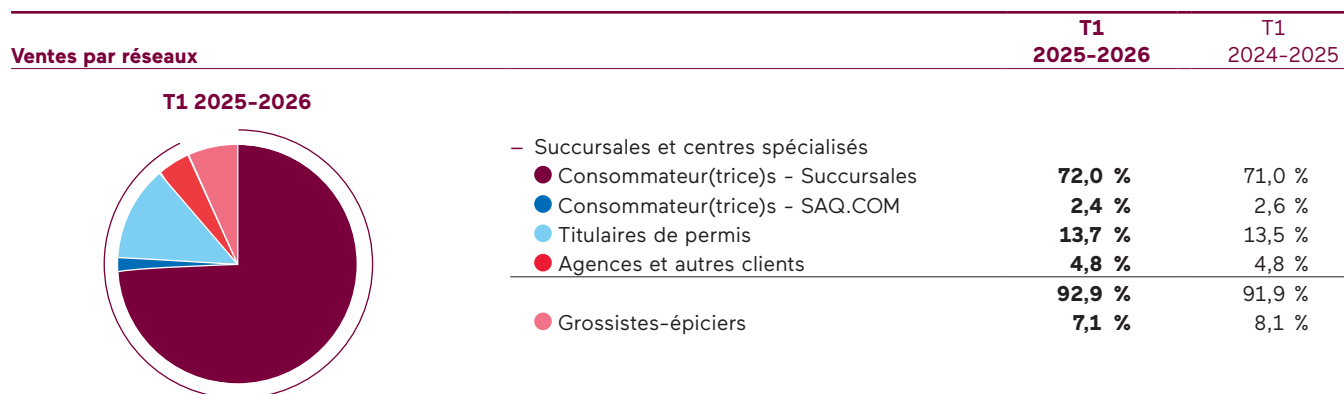 T1 T1
Ventes par réseaux 2025-2026 2024-2025
T1 2025-2026
– Succursales et centres spécialisés
Consommateur(trice)s - Succursales 72,0 % 71,0 %
Consommateur(trice)s - SAQ.COM 2,4 % 2,6 %
Titulaires de permis 13,7 % 13,5 %
Agences et autres clients 4,8 % 4,8 %
92,9 % 91,9 %
Grossistes-épiciers 7,1 % 8,1 %